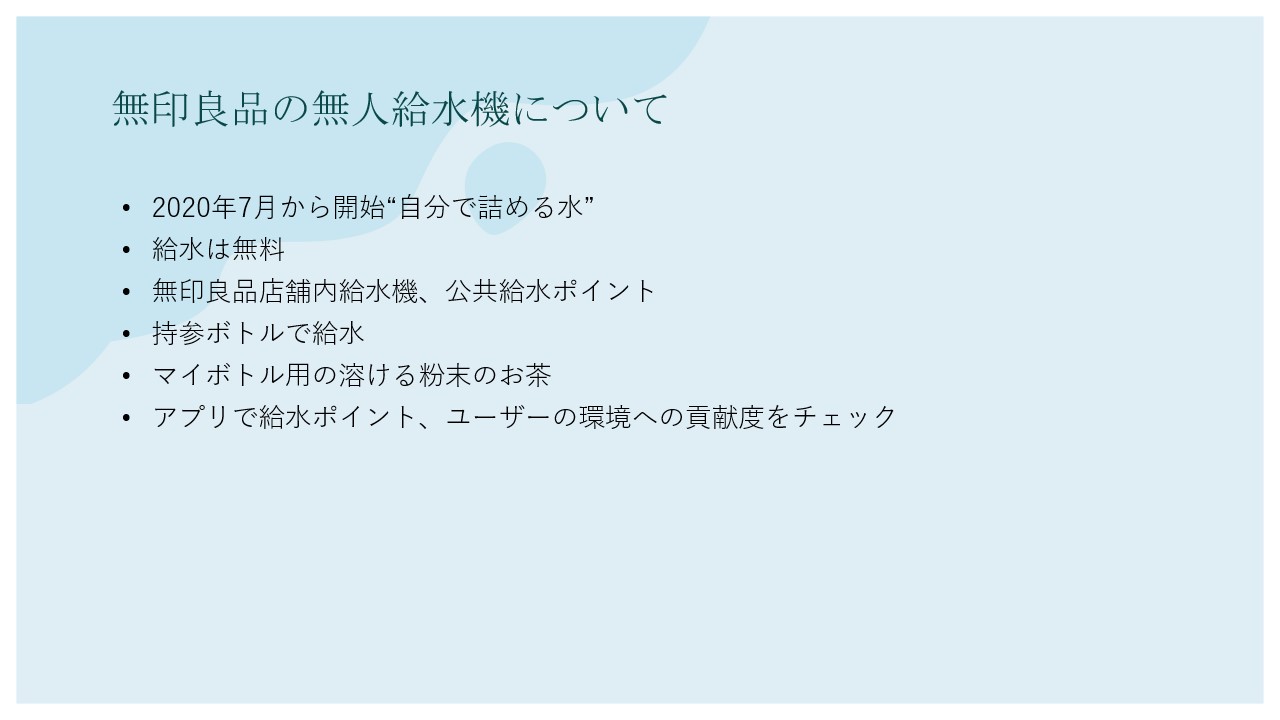 無印良品の無人給水機について
• 2020年7月から開始“自分で詰める水”
• 給水は無料
• 無印良品店舗内給水機、公共給水ポイント
• 持参ボトルで給水
• マイボトル用の溶ける粉末のお茶
• アプリで給水ポイント、ユーザーの環境への貢献度をチェック